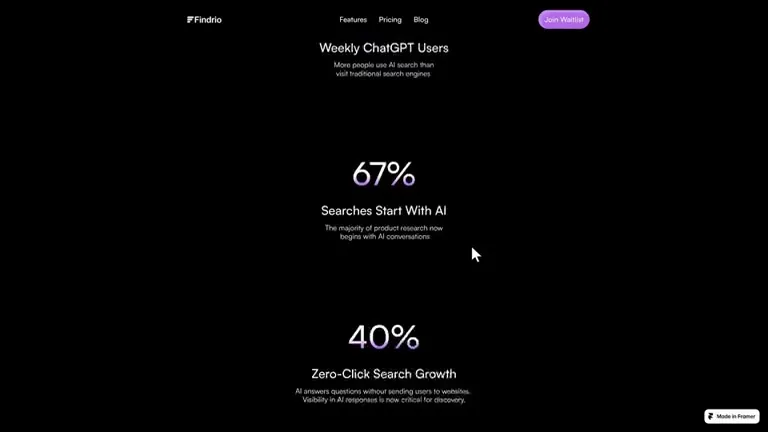 Findrio
Features
Pricing
Blog
Join Waitlist
Weekly ChatGPT Users
More people use AI search than
visit traditional search engines
67%
Searches Start With AI
The majority of product research now
begins with AI conversations
40%
Zero-Click Search Growth
AI answers questions without sending users to websites.
Visibility in AI responses is now critical for discovery.
Made in Framer